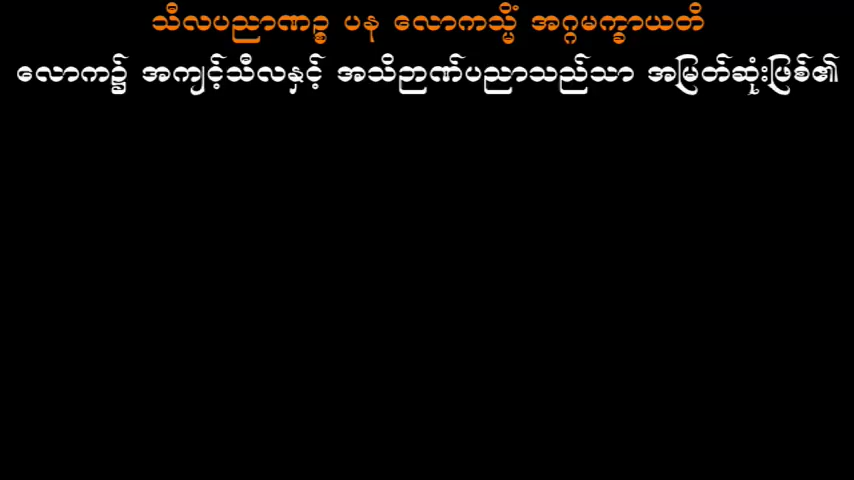 သီလပညာဏဉ္စ ပန လောကသ္မိံ အဂ္ဂမက္ခာယတိ
လောက၌ အကျင့်သီလနှင့် အသိဉာဏ်ပညာသည်သာ အမြတ်ဆုံးဖြစ်၏